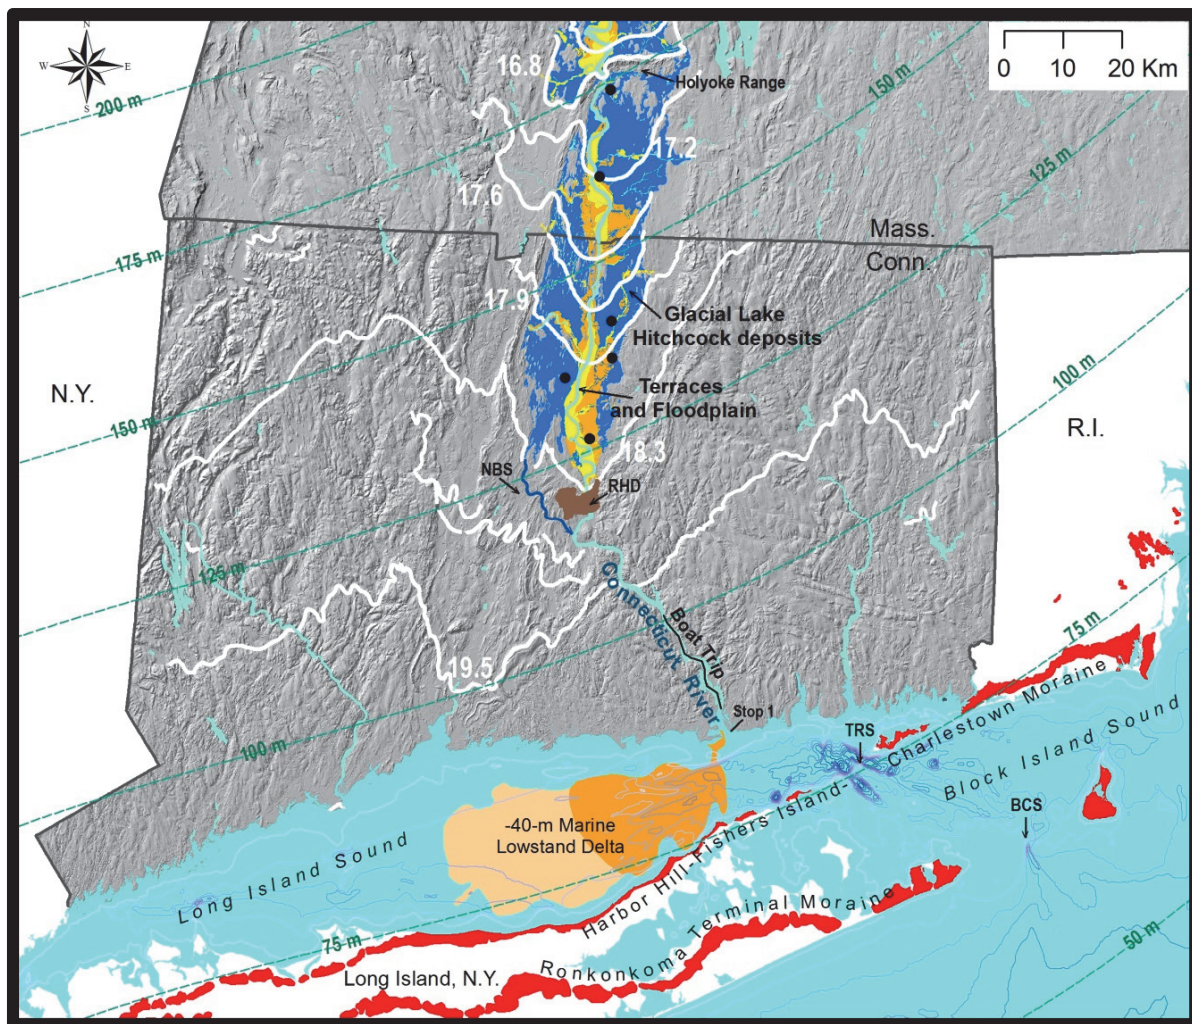 N
W E
S
0 10 20 Km
200 m
16.8
Holyoke Range
150 m
17.2
125 m
17.6
Mass.
Conn.
175 m
17.9
Glacial Lake
Hitchcock deposits
100 m
N.Y.
Terraces
and Floodplain
R.I.
150 m
18.3
NBS
RHD
125 m
Connecticut River
Boat Trip
75 m
19.5
Stop 1
TRS
100 m
Harbor Hill-Fishers Island-Charlestown Moraine
Block Island Sound
BCS
-40-m Marine
Lowstand Delta
Long Island Sound
75 m
Ronkonkoma Terminal Moraine
50 m
Long Island, N.Y.